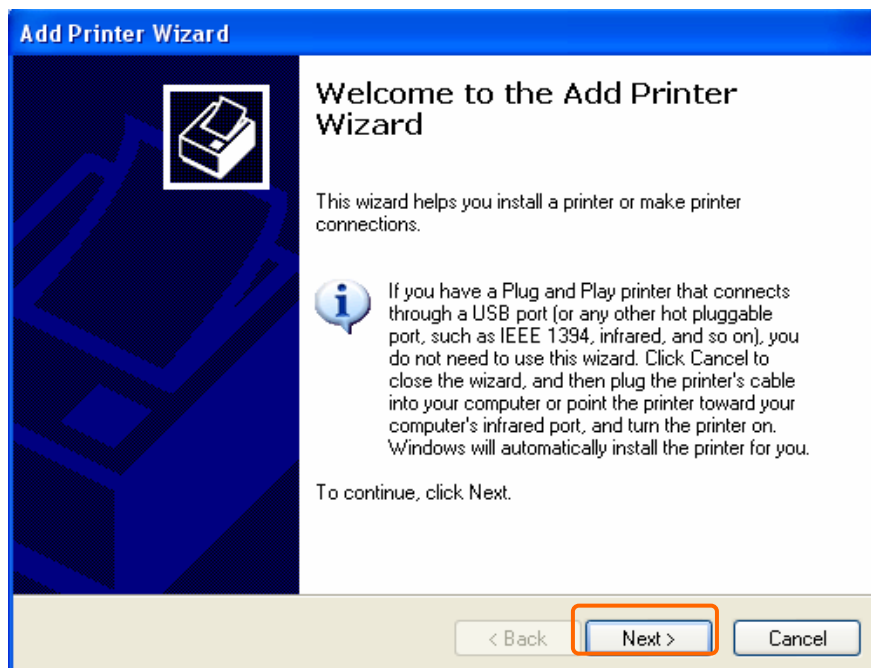 Add Printer Wizard
Welcome to the Add Printer
Wizard
This wizard helps you install a printer or make printer
connections.
If you have a Plug and Play printer that connects
through a USB port (or any other hot pluggable
port, such as IEEE 1394, infrared, and so on), you
do not need to use this wizard. Click Cancel to
close the wizard, and then plug the printer's cable
into your computer or point the printer toward your
computer's infrared port, and turn the printer on.
Windows will automatically install the printer for you.
To continue, click Next.
< Back Next > Cancel